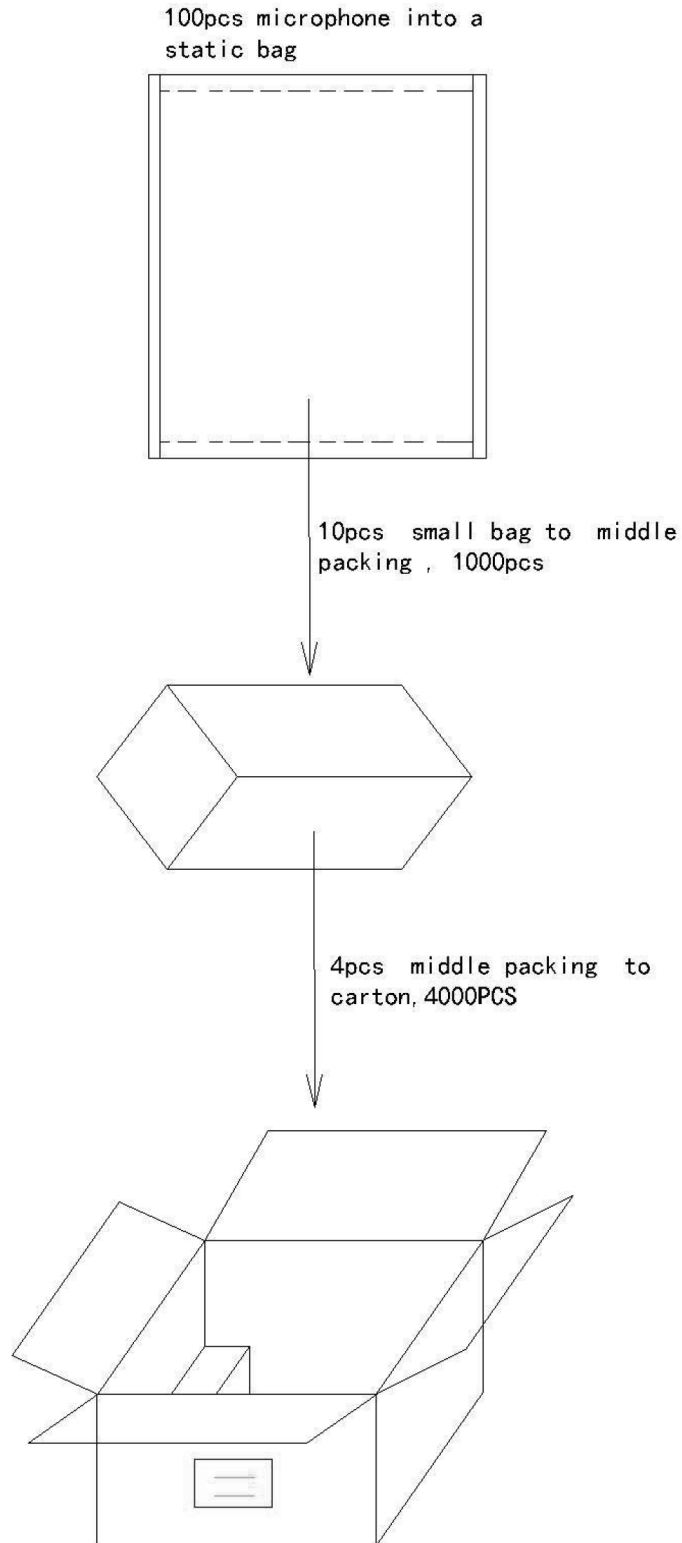 100pcs microphone into a
static bag
10pcs small bag to middle
packing , 1000pcs
4pcs middle packing to
carton,4000PCS